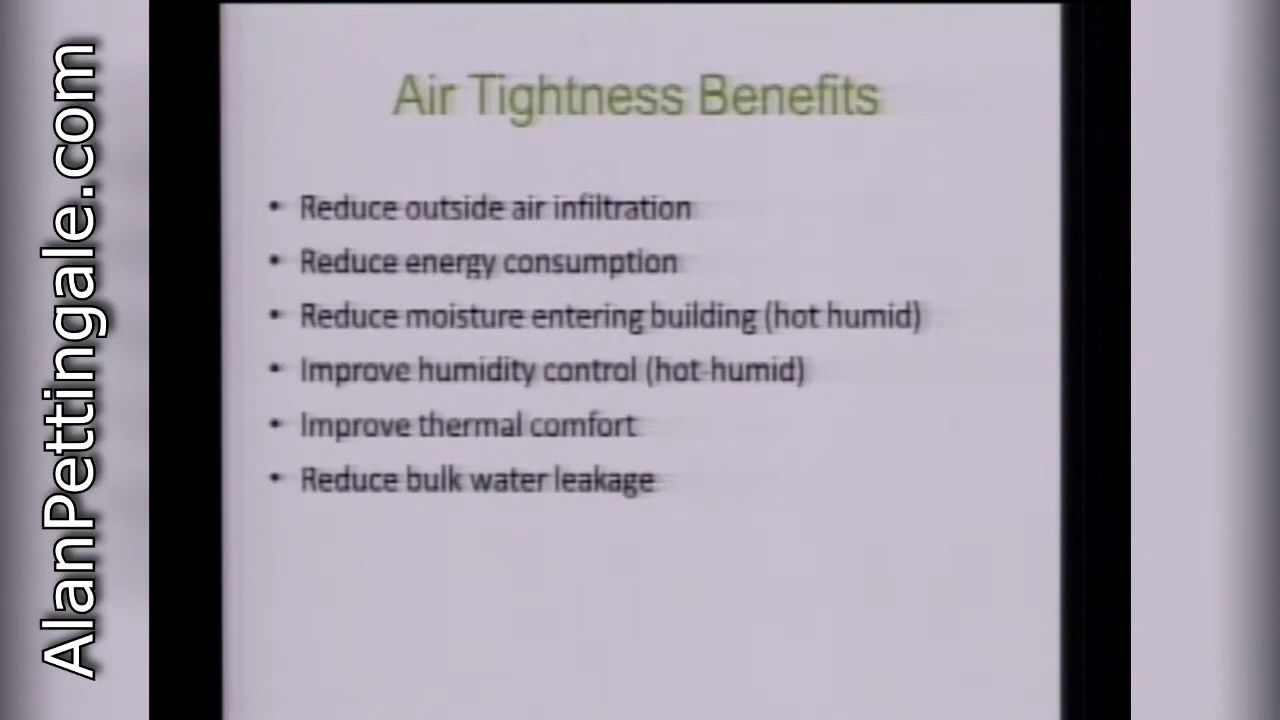 Air Tightness Benefits
• Reduce outside air infiltration
• Reduce energy consumption
• Reduce moisture entering building (hot humid)
• Improve humidity control (hot-humid)
• Improve thermal comfort
• Reduce bulk water leakage
AlanPettingale.com